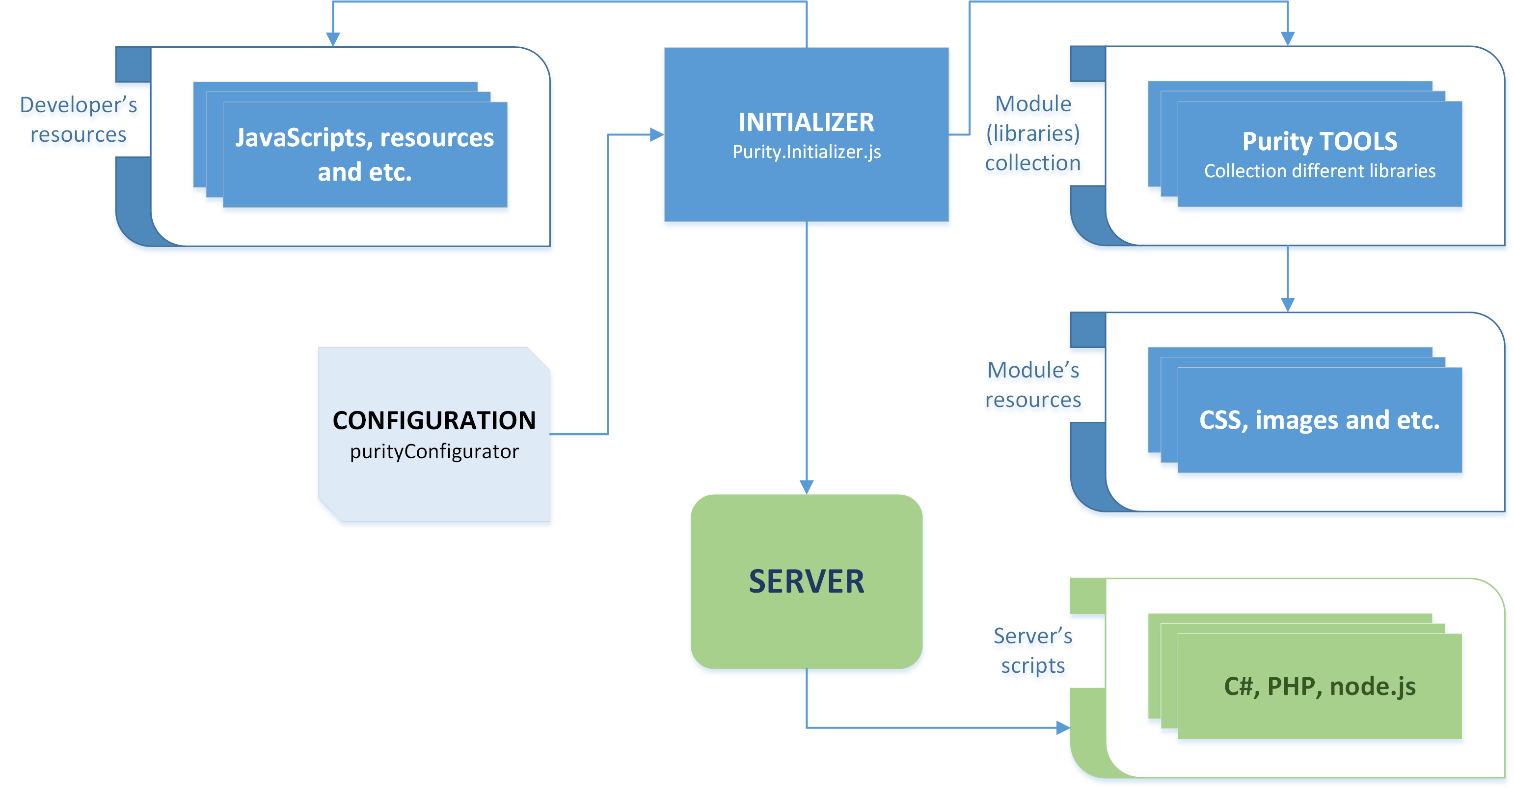 Developer's
resources
JavaScripts, resources
and etc.
INITIALIZER
Purity.Initializer.js
Module
(libraries)
collection
Purity TOOLS
Collection different libraries
CONFIGURATION
purityConfigurator
Module's
resources
CSS, images and etc.
SERVER
Server's
scripts
C#, PHP, node.js